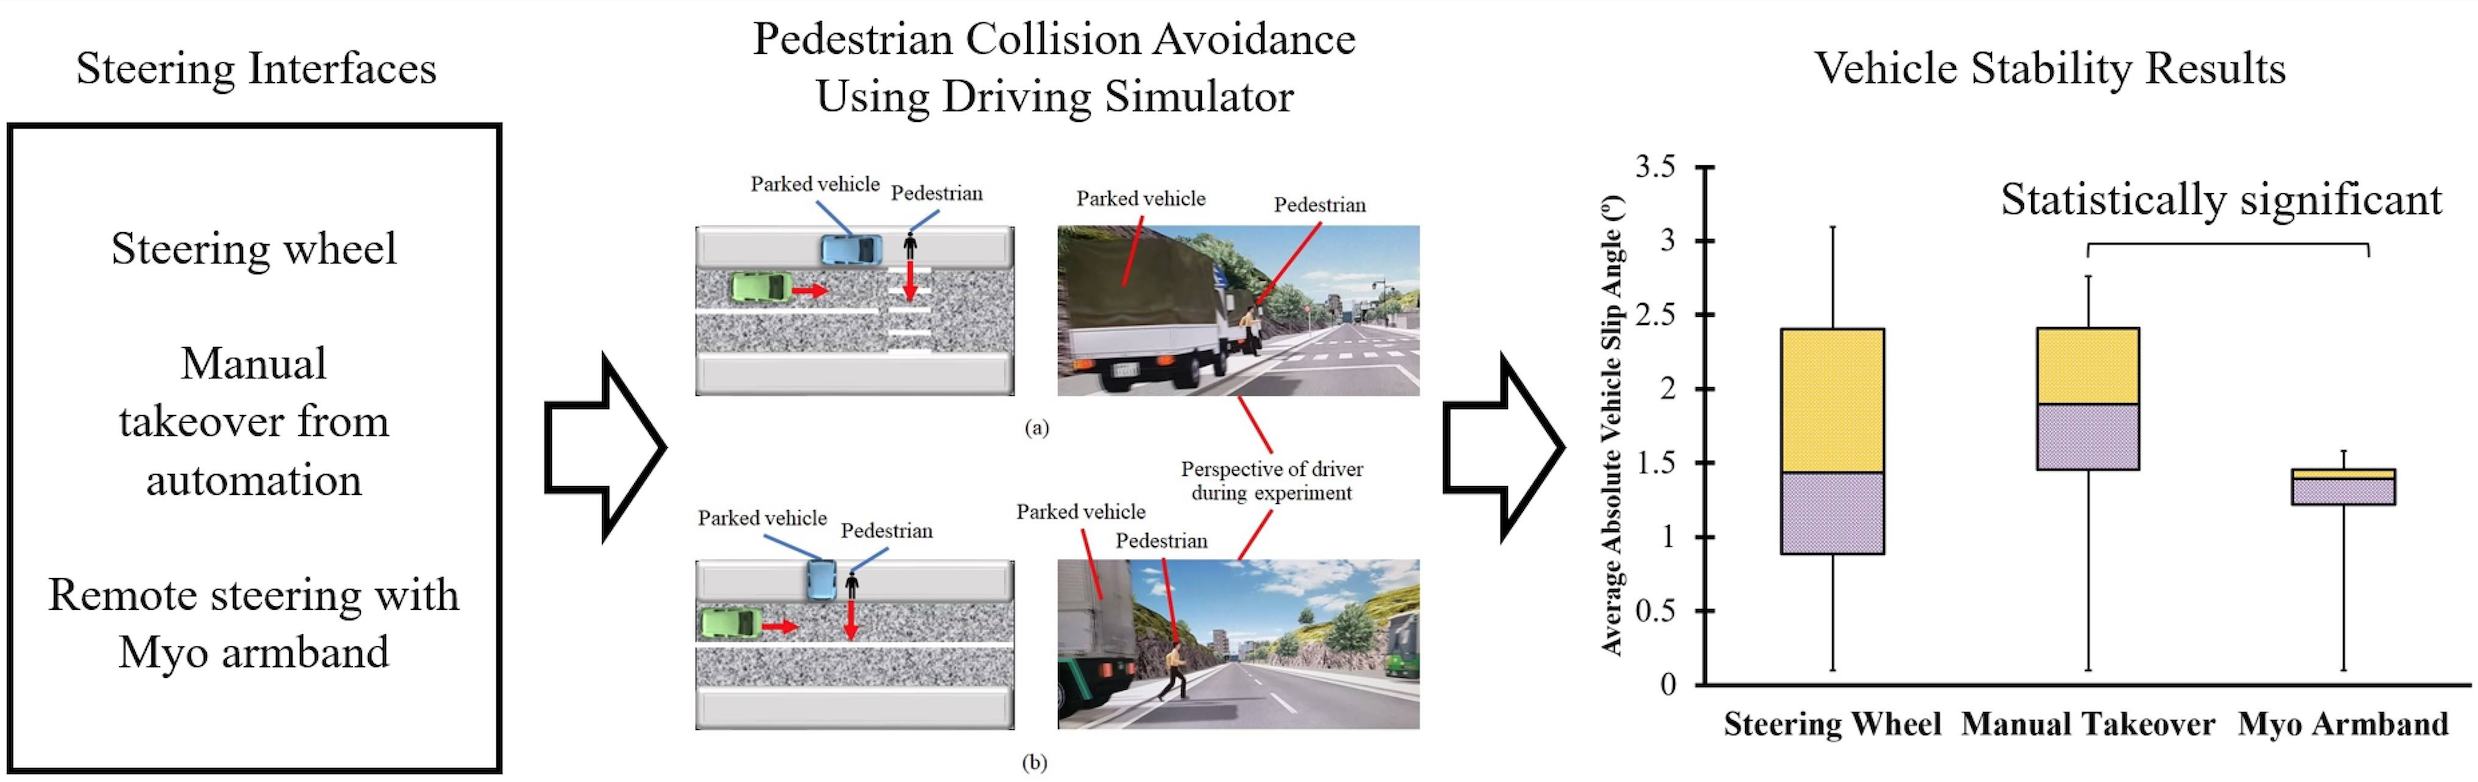 Steering Interfaces
Steering wheel
Manual
takeover from
automation
Remote steering with
Myo armband
Pedestrian Collision Avoidance
Using Driving Simulator
Parked vehicle
Pedestrian
Parked vehicle
Pedestrian
(a)
Perspective of driver
during experiment
Parked vehicle
Pedestrian
Parked vehicle
Pedestrian
(b)
Vehicle Stability Results
Statistically significant
Average Absolute Vehicle Slip Angle (º)
3.5
3
2.5
2
1.5
1
0.5
0
Steering Wheel
Manual Takeover
Myo Armband